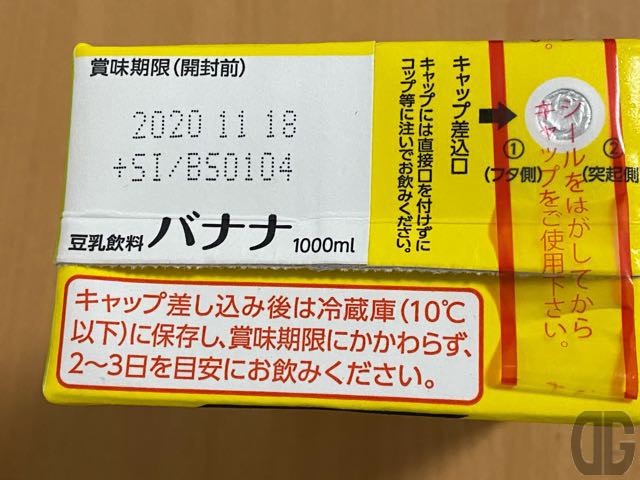 賞味期限(開封前)
2020 11 18
+SI/BS0104
豆乳飲料 バナナ 1000ml
キャップ差込口
キャップには直接口を付けずに
コップ等に注いでお飲みください。
①
(フタ側)
②
(突起側
シールをはがしてから
キャップをご使用下さい。
す。
キャップ差し込み後は冷蔵庫(10℃
以下)に保存し、賞味期限にかかわらず、
2〜3日を目安にお飲みください。
DG